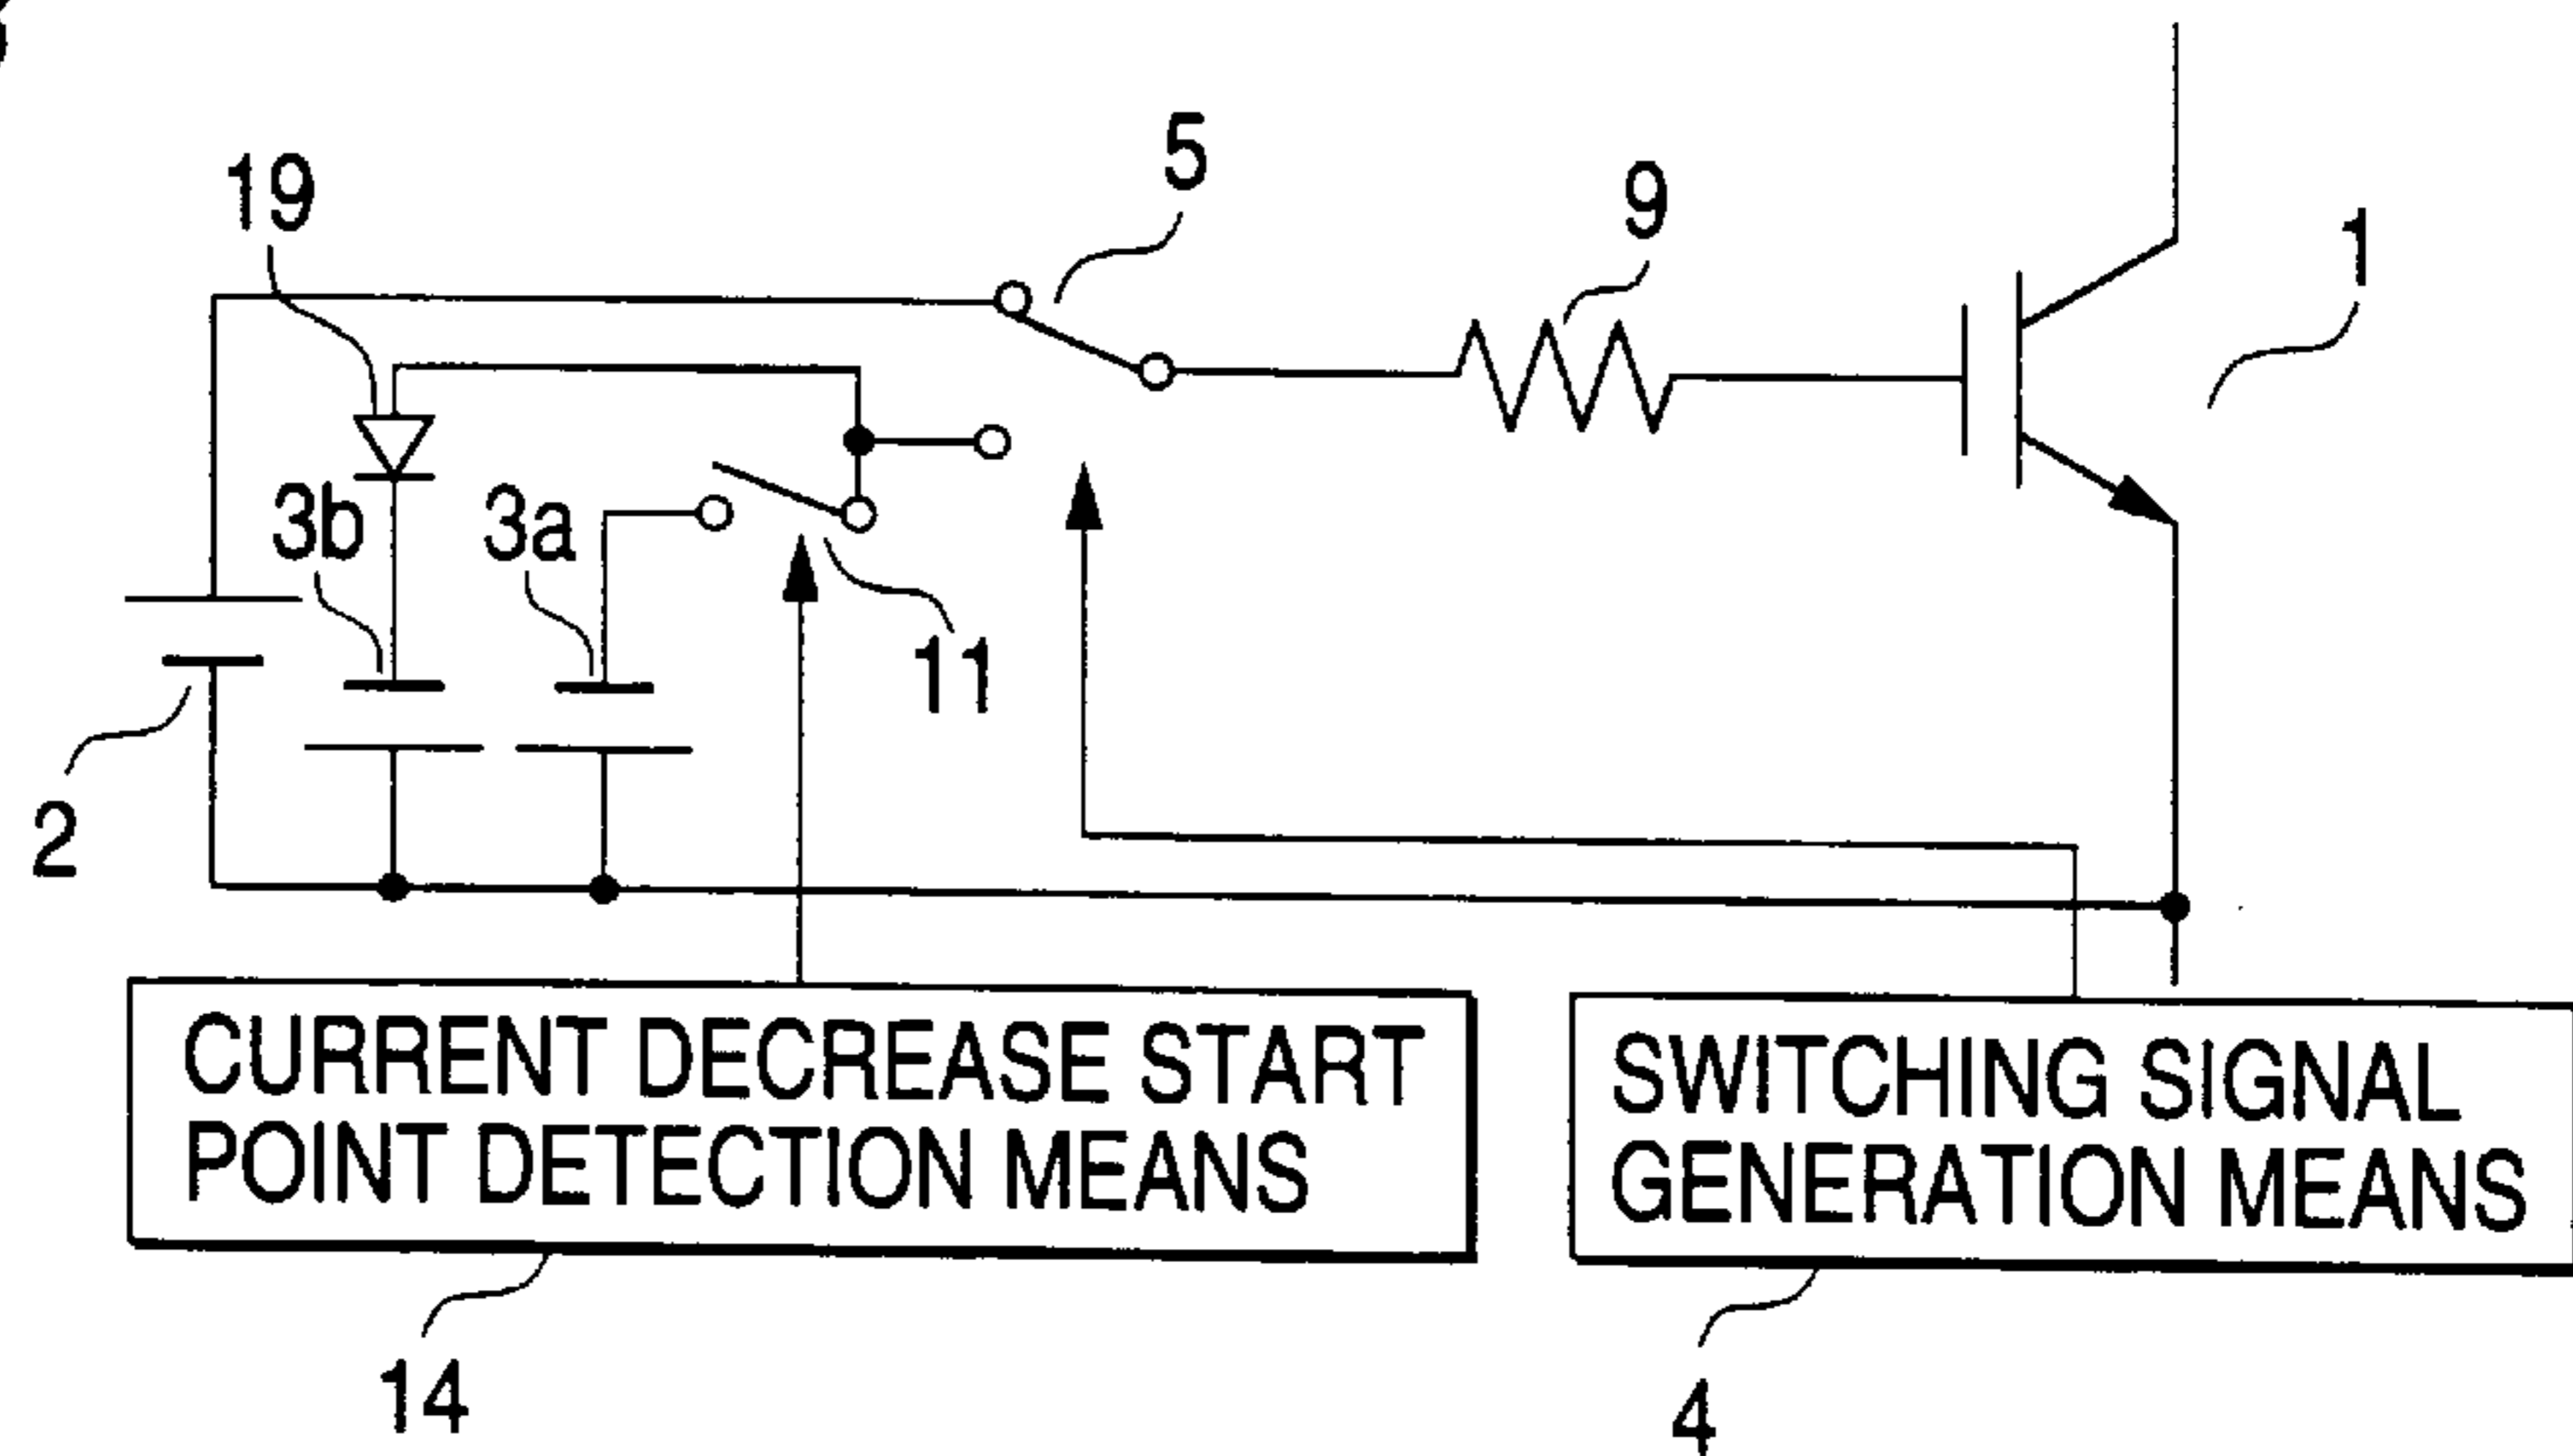 5
19
9
1
3b
3a
11
2
CURRENT DECREASE START
POINT DETECTION MEANS
SWITCHING SIGNAL
GENERATION MEANS
14
4